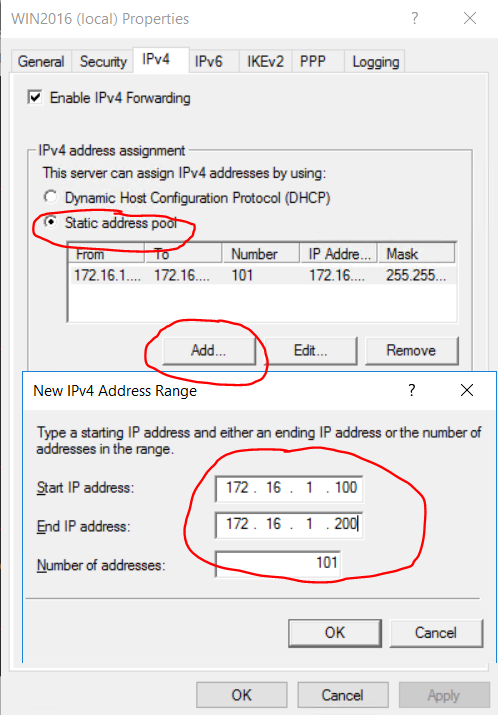 WIN2016 (local) Properties ? ×
General Security IPv4 IPv6 IKEv2 PPP Logging
Enable IPv4 Forwarding
IPv4 address assignment
This server can assign IPv4 addresses by using:
Dynamic Host Configuration Protocol (DHCP)
Static address pool
From To Number IP Addre... Mask
172.16.1.... 172.16.... 101 172.16.... 255.255...
Add... Edit... Remove
New IPv4 Address Range ? ×
Type a starting IP address and either an ending IP address or the number of
addresses in the range.
Start IP address: 172 . 16 . 1 . 100
End IP address: 172 . 16 . 1 . 200
Number of addresses: 101
OK Cancel
OK Cancel Apply